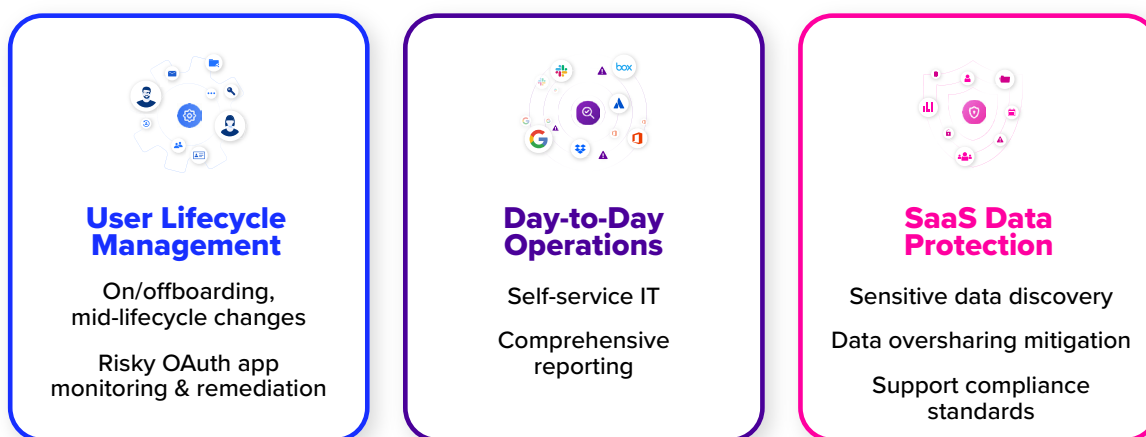 box
User Lifecycle
Management
On/offboarding,
mid-lifecycle changes
Risky OAuth app
monitoring & remediation
Day-to-Day
Operations
Self-service IT
Comprehensive
reporting
SaaS Data
Protection
Sensitive data discovery
Data oversharing mitigation
Support compliance
standards